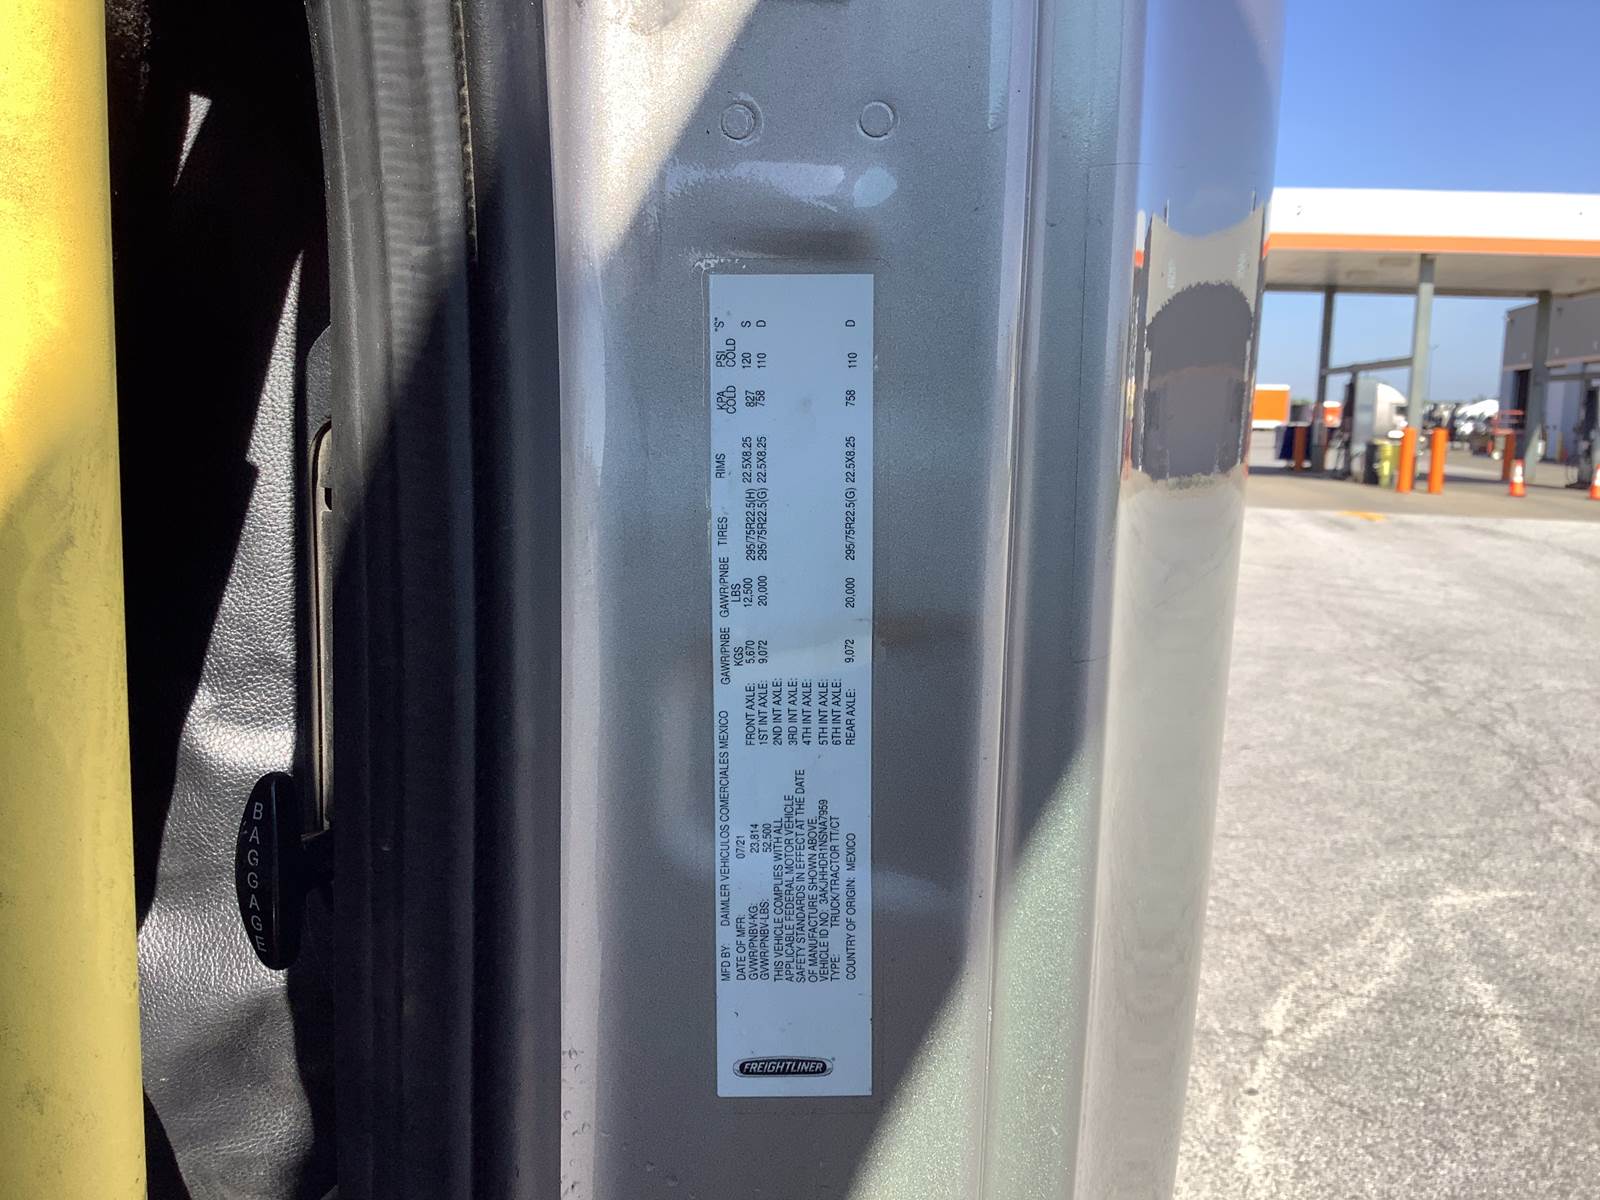 FREIGHTLINER
MFD BY: DAIMLER VEHICULOS COMERCIALES MEXICO
DATE OF MFR: 07/21
GVWR/PNBV-KG: 23,814
GVWR/PNBV-LBS: 52,500
THIS VEHICLE COMPLIES WITH ALL
APPLICABLE FEDERAL MOTOR VEHICLE
SAFETY STANDARDS IN EFFECT AT THE DATE
OF MANUFACTURE SHOWN ABOVE.
VEHICLE ID NO: 3AKJHHDR1NSNA7959
TYPE: TRUCK/TRACTOR TT/CT
COUNTRY OF ORIGIN: MEXICO
GAWR/PNBE GAWR/PNBE TIRES RIMS KPA PSI "S"
KGS LBS COLD COLD
FRONT AXLE: 5,670 12,500 295/75R22.5(H) 22.5X8.25 827 120 S
1ST INT AXLE: 9,072 20,000 295/75R22.5(G) 22.5X8.25 758 110 D
2ND INT AXLE:
3RD INT AXLE:
4TH INT AXLE:
5TH INT AXLE:
6TH INT AXLE:
REAR AXLE: 9,072 20,000 295/75R22.5(G) 22.5X8.25 758 110 D
BAGGAGE